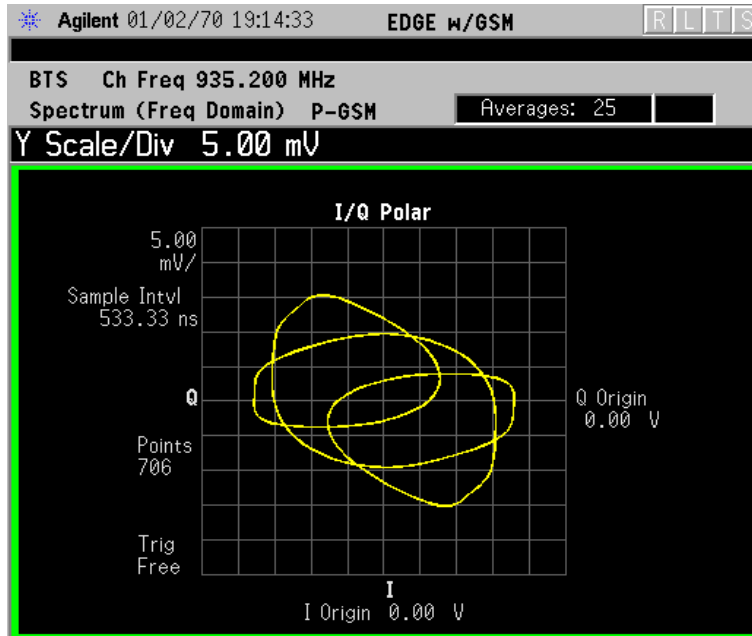 Agilent 01/02/70 19:14:33 EDGE w/GSM R L T S
BTS Ch Freq 935.200 MHz
Spectrum (Freq Domain) P-GSM Averages: 25
Y Scale/Div 5.00 mV
I/Q Polar
5.00
mV/
Sample Intvl
533.33 ns
Q
Q Origin
0.00 V
Points
706
Trig
Free
I
I Origin 0.00 V